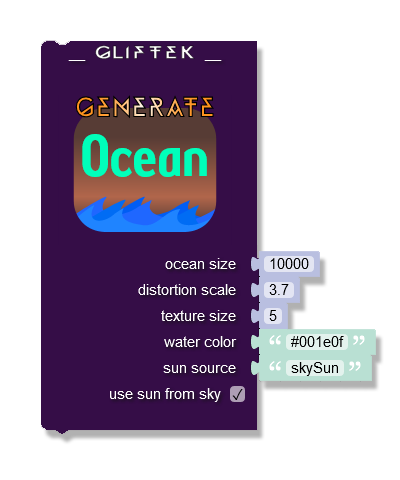 __ GLIFTEK __
GENERATE
Ocean
ocean size 10000
distortion scale 3.7
texture size 5
water color “ #001e0f ”
sun source “ skySun ”
use sun from sky ✓